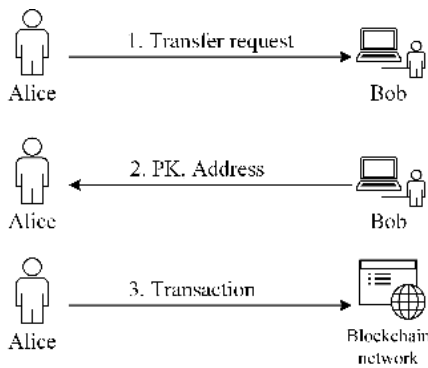 1. Transfer request
Alice
Bob
2. PK. Address
Alice
Bob
3. Transaction
Alice
Blockchain
network